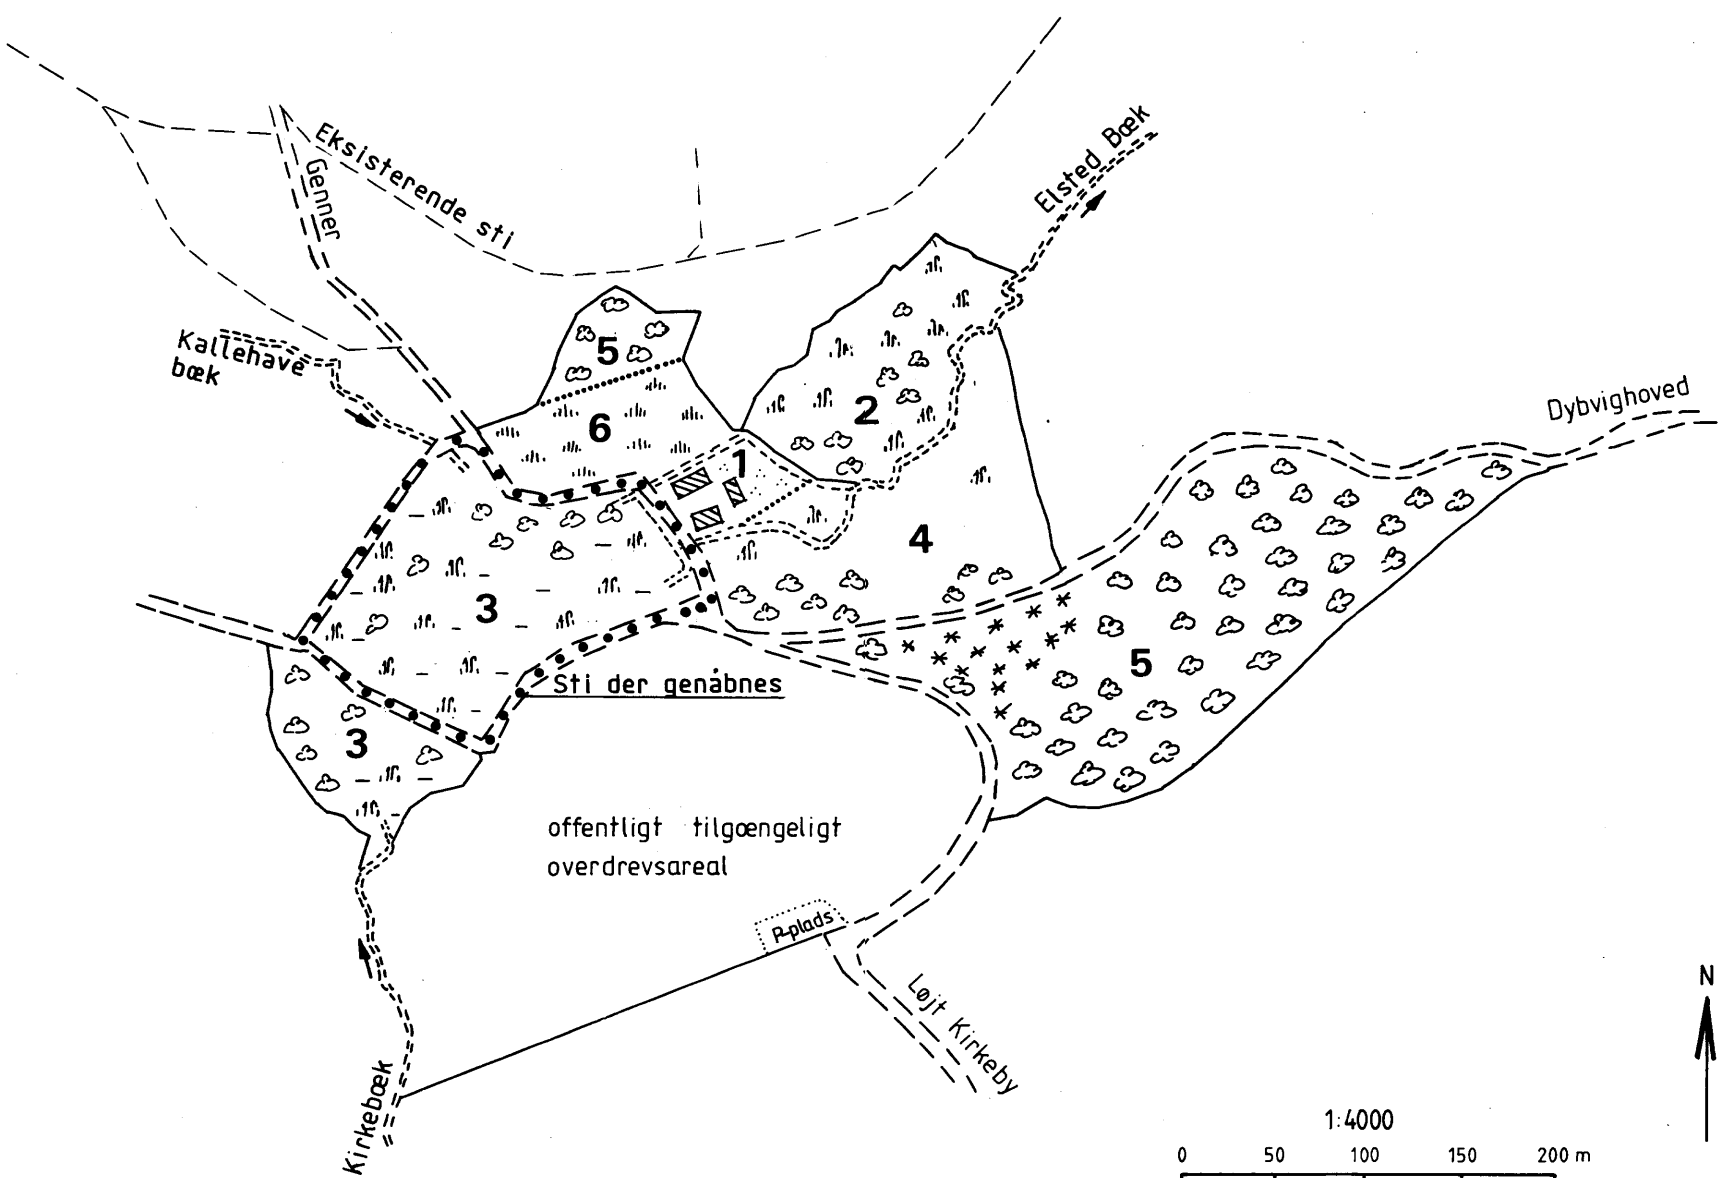 Eksisterende sti
Genner
Elsted Bæk
Kallehave
bæk
5
6
2
1
Dybvighoved
4
3
5
Sti der genåbnes
3
offentligt tilgængeligt
overdrevsareal
P-plads
Løjt Kirkeby
N
Kirkebæk
1:4000
0 50 100 150 200 m